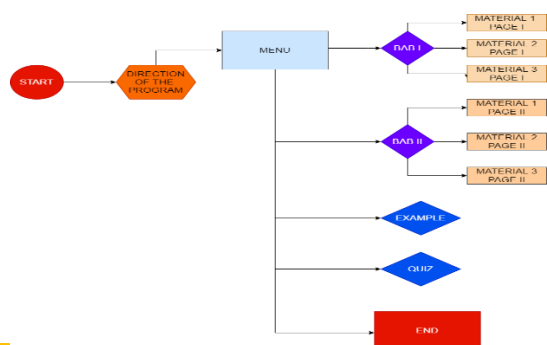 START
DIRECTION
OF THE
PROGRAM
MENU
BAB I
MATERIAL 1
PAGE I
MATERIAL 2
PAGE I
MATERIAL 3
PAGE I
BAB II
MATERIAL 1
PAGE II
MATERIAL 2
PAGE II
MATERIAL 3
PAGE II
EXAMPLE
QUIZ
END